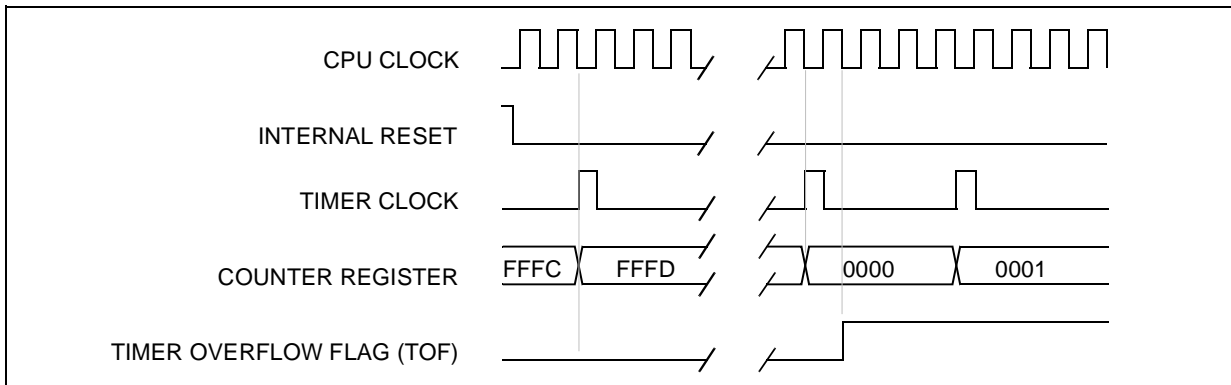 CPU CLOCK
INTERNAL RESET
TIMER CLOCK
COUNTER REGISTER FFFC FFFD 0000 0001
TIMER OVERFLOW FLAG (TOF)